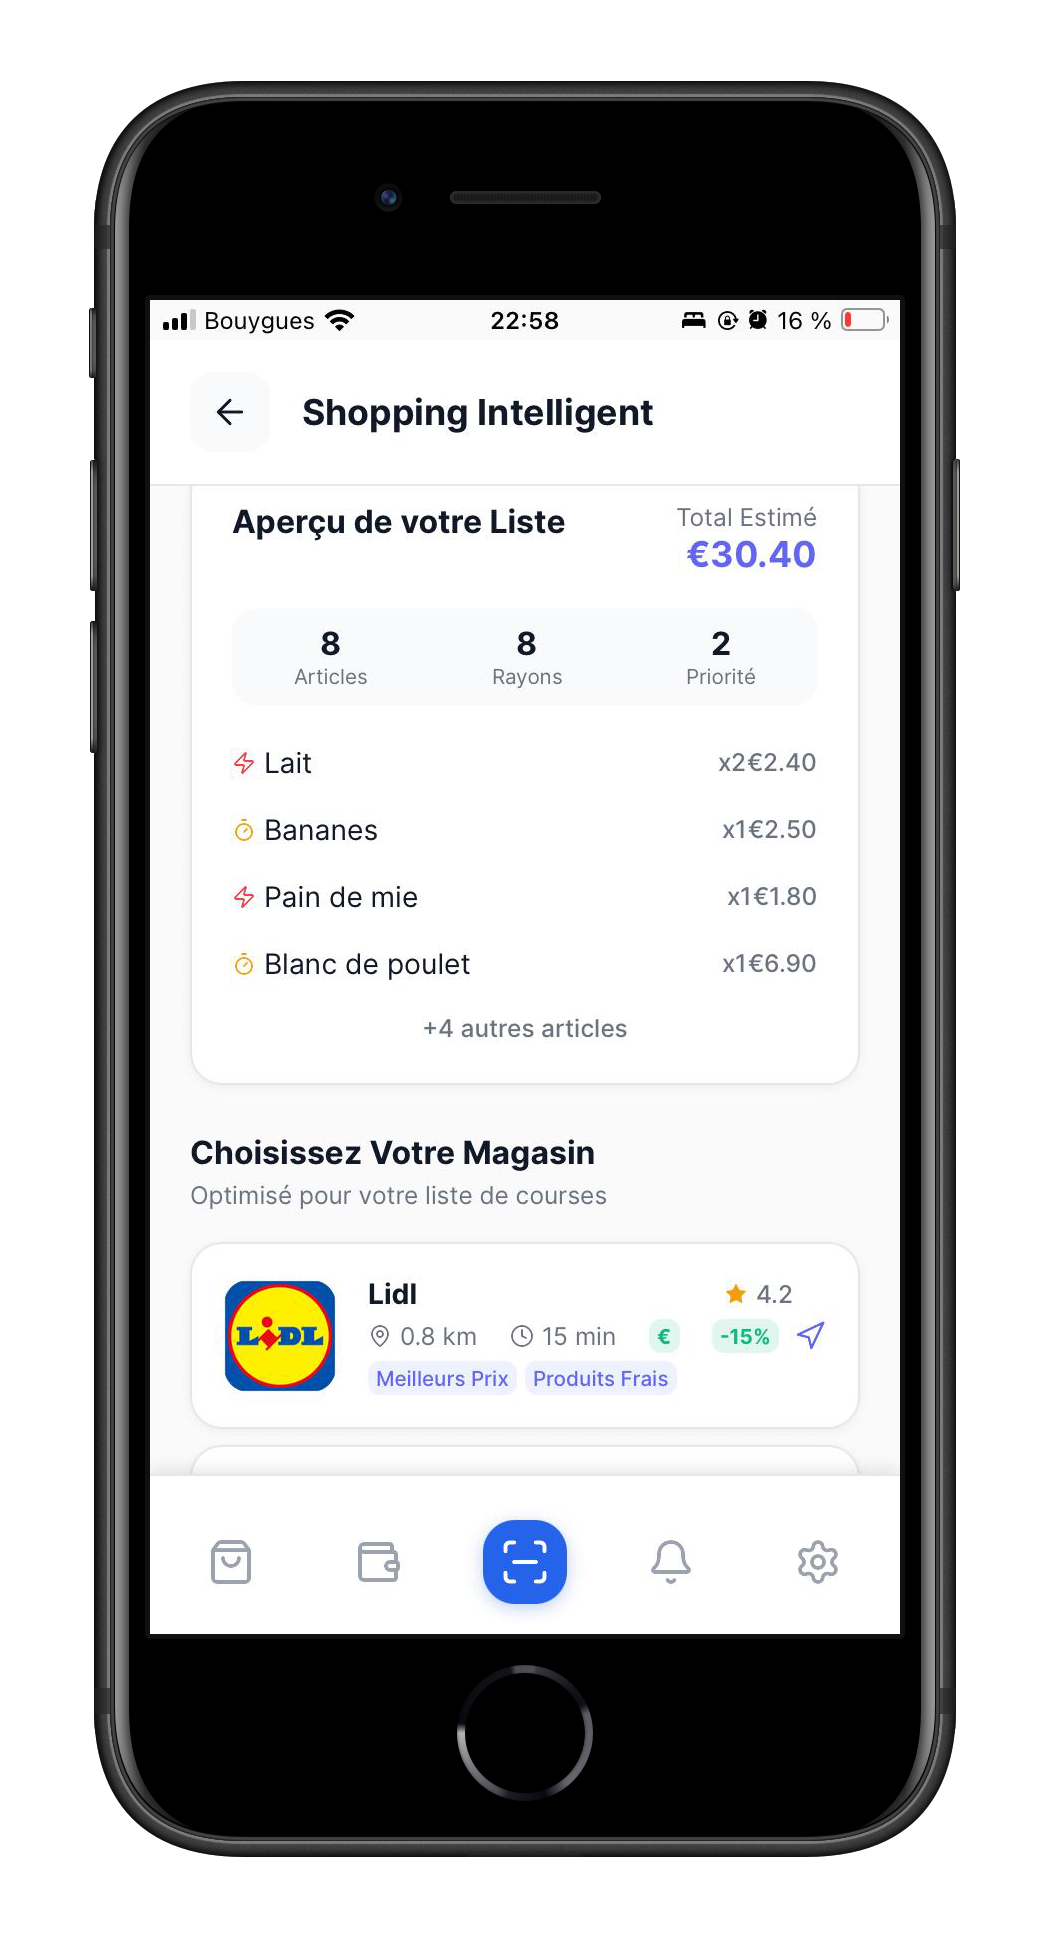 Bouygues 22:58 16 %
Shopping Intelligent
Aperçu de votre Liste
Total Estimé
€30.40
8 8 2
Articles Rayons Priorité
Lait x2€2.40
Bananes x1€2.50
Pain de mie x1€1.80
Blanc de poulet x1€6.90
+4 autres articles
Choisissez Votre Magasin
Optimisé pour votre liste de courses
LIDL
Lidl 4.2
0.8 km 15 min € -15%
Meilleurs Prix Produits Frais